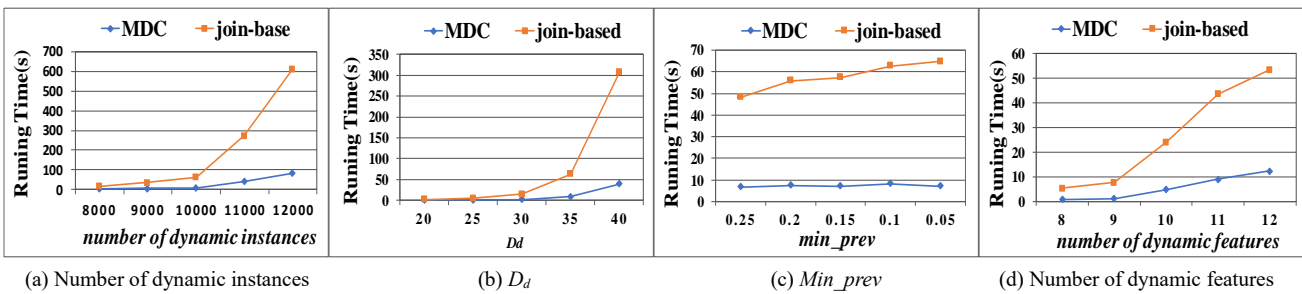 MDC join-base
Runing Time(s)
700
600
500
400
300
200
100
0
8000 9000 10000 11000 12000
number of dynamic instances
(a) Number of dynamic instances
MDC join-based
Runing Time(s)
350
300
250
200
150
100
50
0
20 25 30 35 40
Dd
(b) Dd
MDC join-based
Runing Time(s)
70
60
50
40
30
20
10
0
0.25 0.2 0.15 0.1 0.05
min_prev
(c) Min_prev
MDC join-based
Runing Time(s)
60
50
40
30
20
10
0
8 9 10 11 12
number of dynamic features
(d) Number of dynamic features